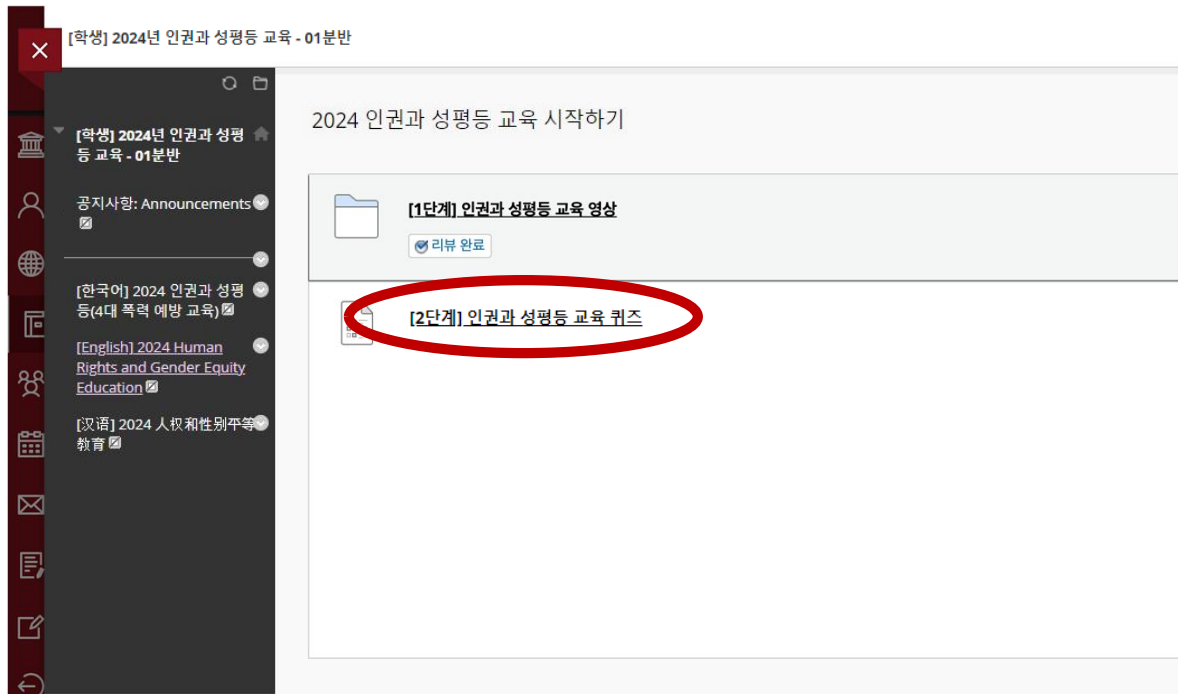 [학생] 2024년 인권과 성평등 교육 - 01분반
[학생] 2024년 인권과 성평
등 교육 - 01분반
공지사항: Announcements
[한국어] 2024 인권과 성평
등(4대 폭력 예방 교육)
[English] 2024 Human
Rights and Gender Equity
Education
[汉语] 2024 人权和性别平等
教育
2024 인권과 성평등 교육 시작하기
[1단계] 인권과 성평등 교육 영상
리뷰 완료
[2단계] 인권과 성평등 교육 퀴즈